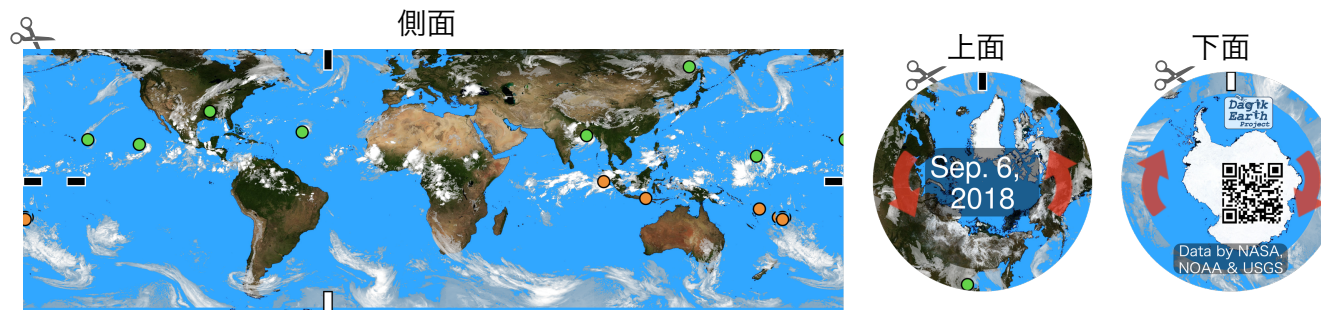 側面
上面
Sep. 6,
2018
下面
Dagik
Earth
Project
Data by NASA,
NOAA & USGS